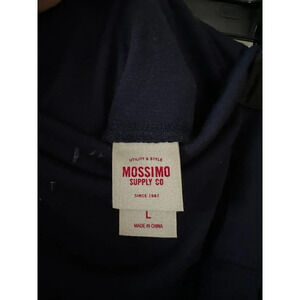 UTILITY & STYLE
MOSSIMO
SUPPLY CO
SINCE 1987
L
MADE IN CHINA